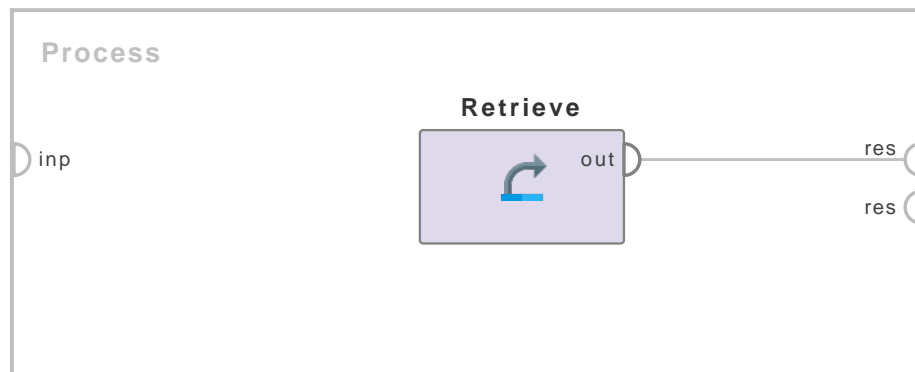 Process
Retrieve
inp
out
res
res